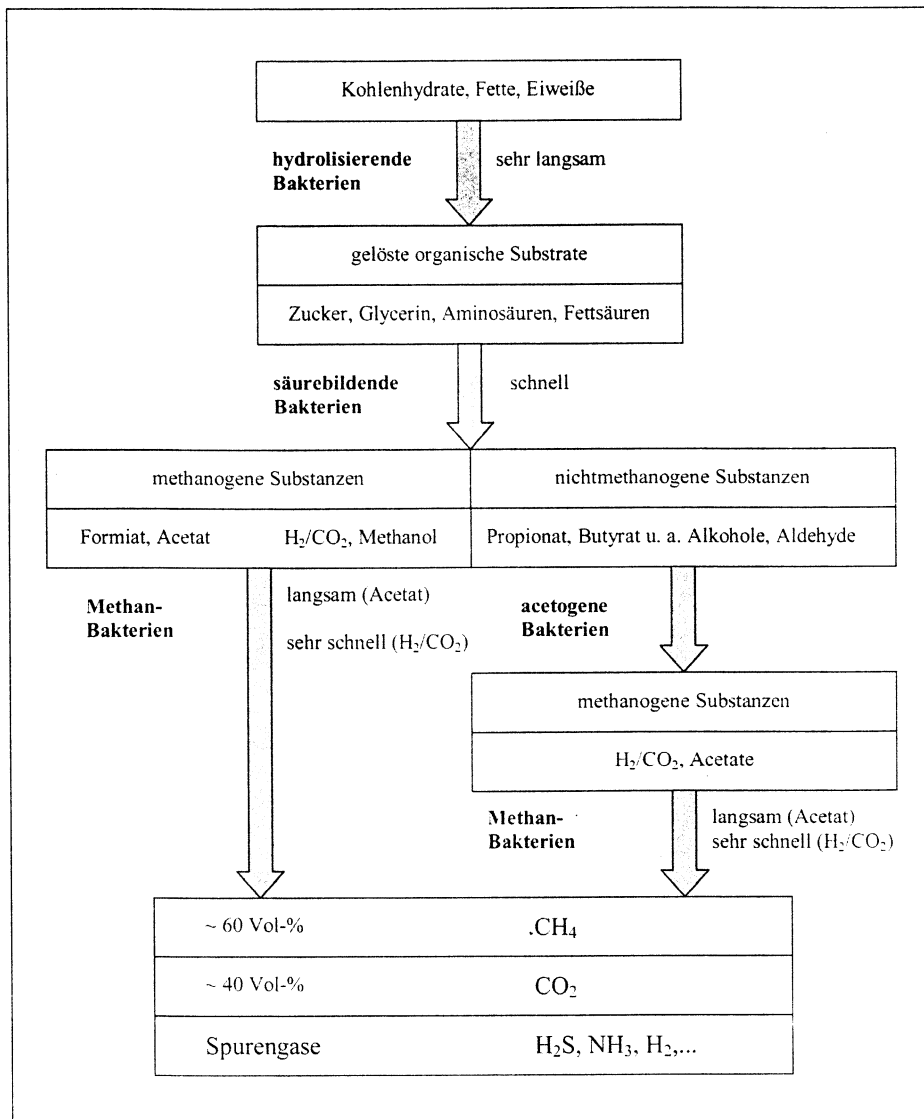 Kohlenhydrate, Fette, Eiweiße
hydrolisierende
Bakterien
sehr langsam
gelöste organische Substrate
Zucker, Glycerin, Aminosäuren, Fettsäuren
säurebildende
Bakterien
schnell
methanogene Substanzen
nichtmethanogene Substanzen
Formiat, Acetat H₂/CO₂, Methanol
Propionat, Butyrat u. a. Alkohole, Aldehyde
Methan-
Bakterien
langsam (Acetat)
sehr schnell (H₂/CO₂)
acetogene
Bakterien
methanogene Substanzen
H₂/CO₂, Acetate
Methan-
Bakterien
langsam (Acetat)
sehr schnell (H₂/CO₂)
~ 60 Vol-% CH₄
~ 40 Vol-% CO₂
Spurengase H₂S, NH₃, H₂,...